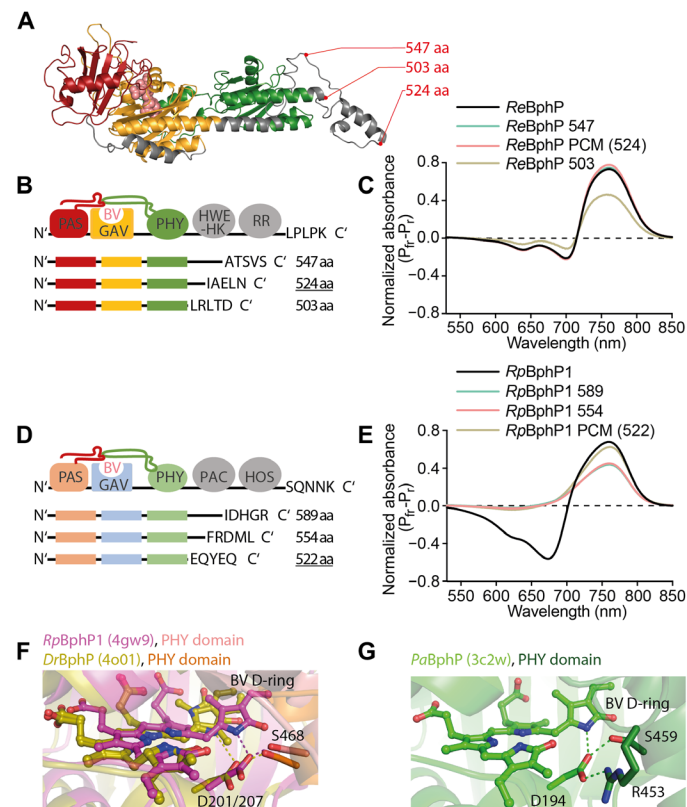 A
547 aa
503 aa
524 aa
B
PAS
BV
GAV
PHY
HWE
-HK
RR
N' LPLPK C'
N' ATSVS C' 547 aa
N' IAELN C' 524 aa
N' LRLTD C' 503 aa
C
ReBphP
ReBphP 547
ReBphP PCM (524)
ReBphP 503
Normalized absorbance
(Pfr-Pr)
0.8
0.4
0.0
−0.4
−0.8
550 600 650 700 750 800 850
Wavelength (nm)
D
PAS
BV
GAV
PHY
PAC
HOS
N' SQNNK C'
N' IDHGR C' 589 aa
N' FRDML C' 554 aa
N' EQYEQ C' 522 aa
E
RpBphP1
RpBphP1 589
RpBphP1 554
RpBphP1 PCM (522)
Normalized absorbance
(Pfr-Pr)
0.8
0.4
0.0
−0.4
−0.8
550 600 650 700 750 800 850
Wavelength (nm)
F
RpBphP1 (4gw9), PHY domain
DrBphP (4o01), PHY domain
BV D-ring
S468
D201/207
G
PaBphP (3c2w), PHY domain
BV D-ring
S459
D194
R453